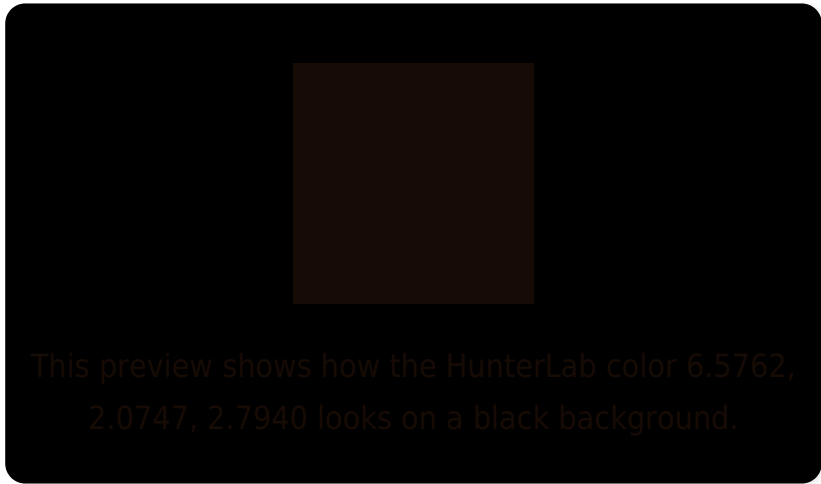 This preview shows how the HunterLab color 6.5762,
2.0747, 2.7940 looks on a black background.